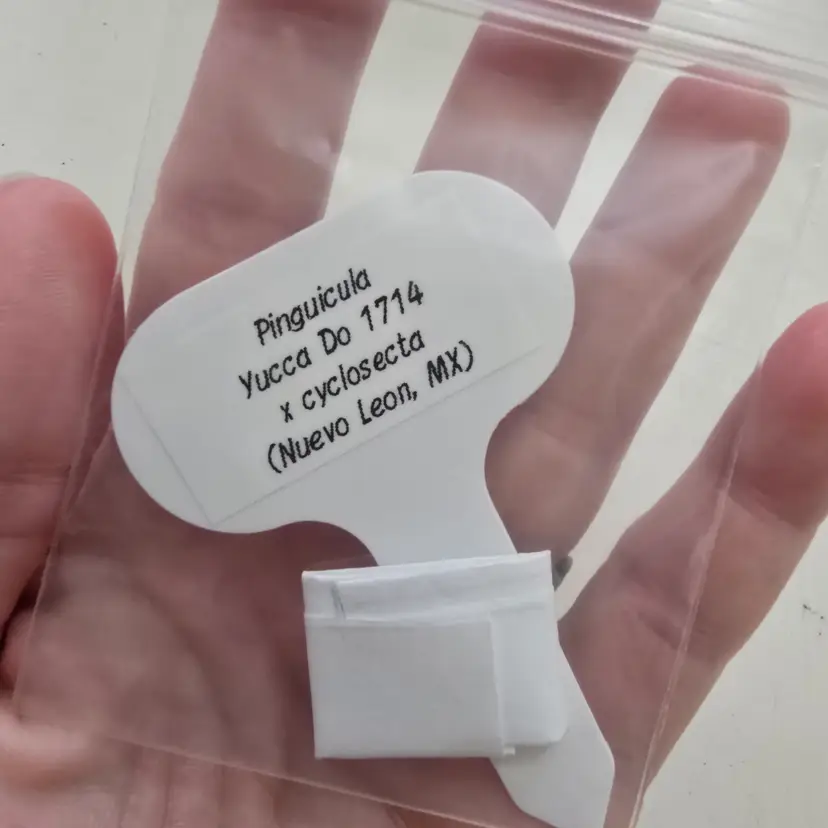 Pinguicula
Yucca Do 1714
x cyclosecta
(Nuevo Leon, MX)